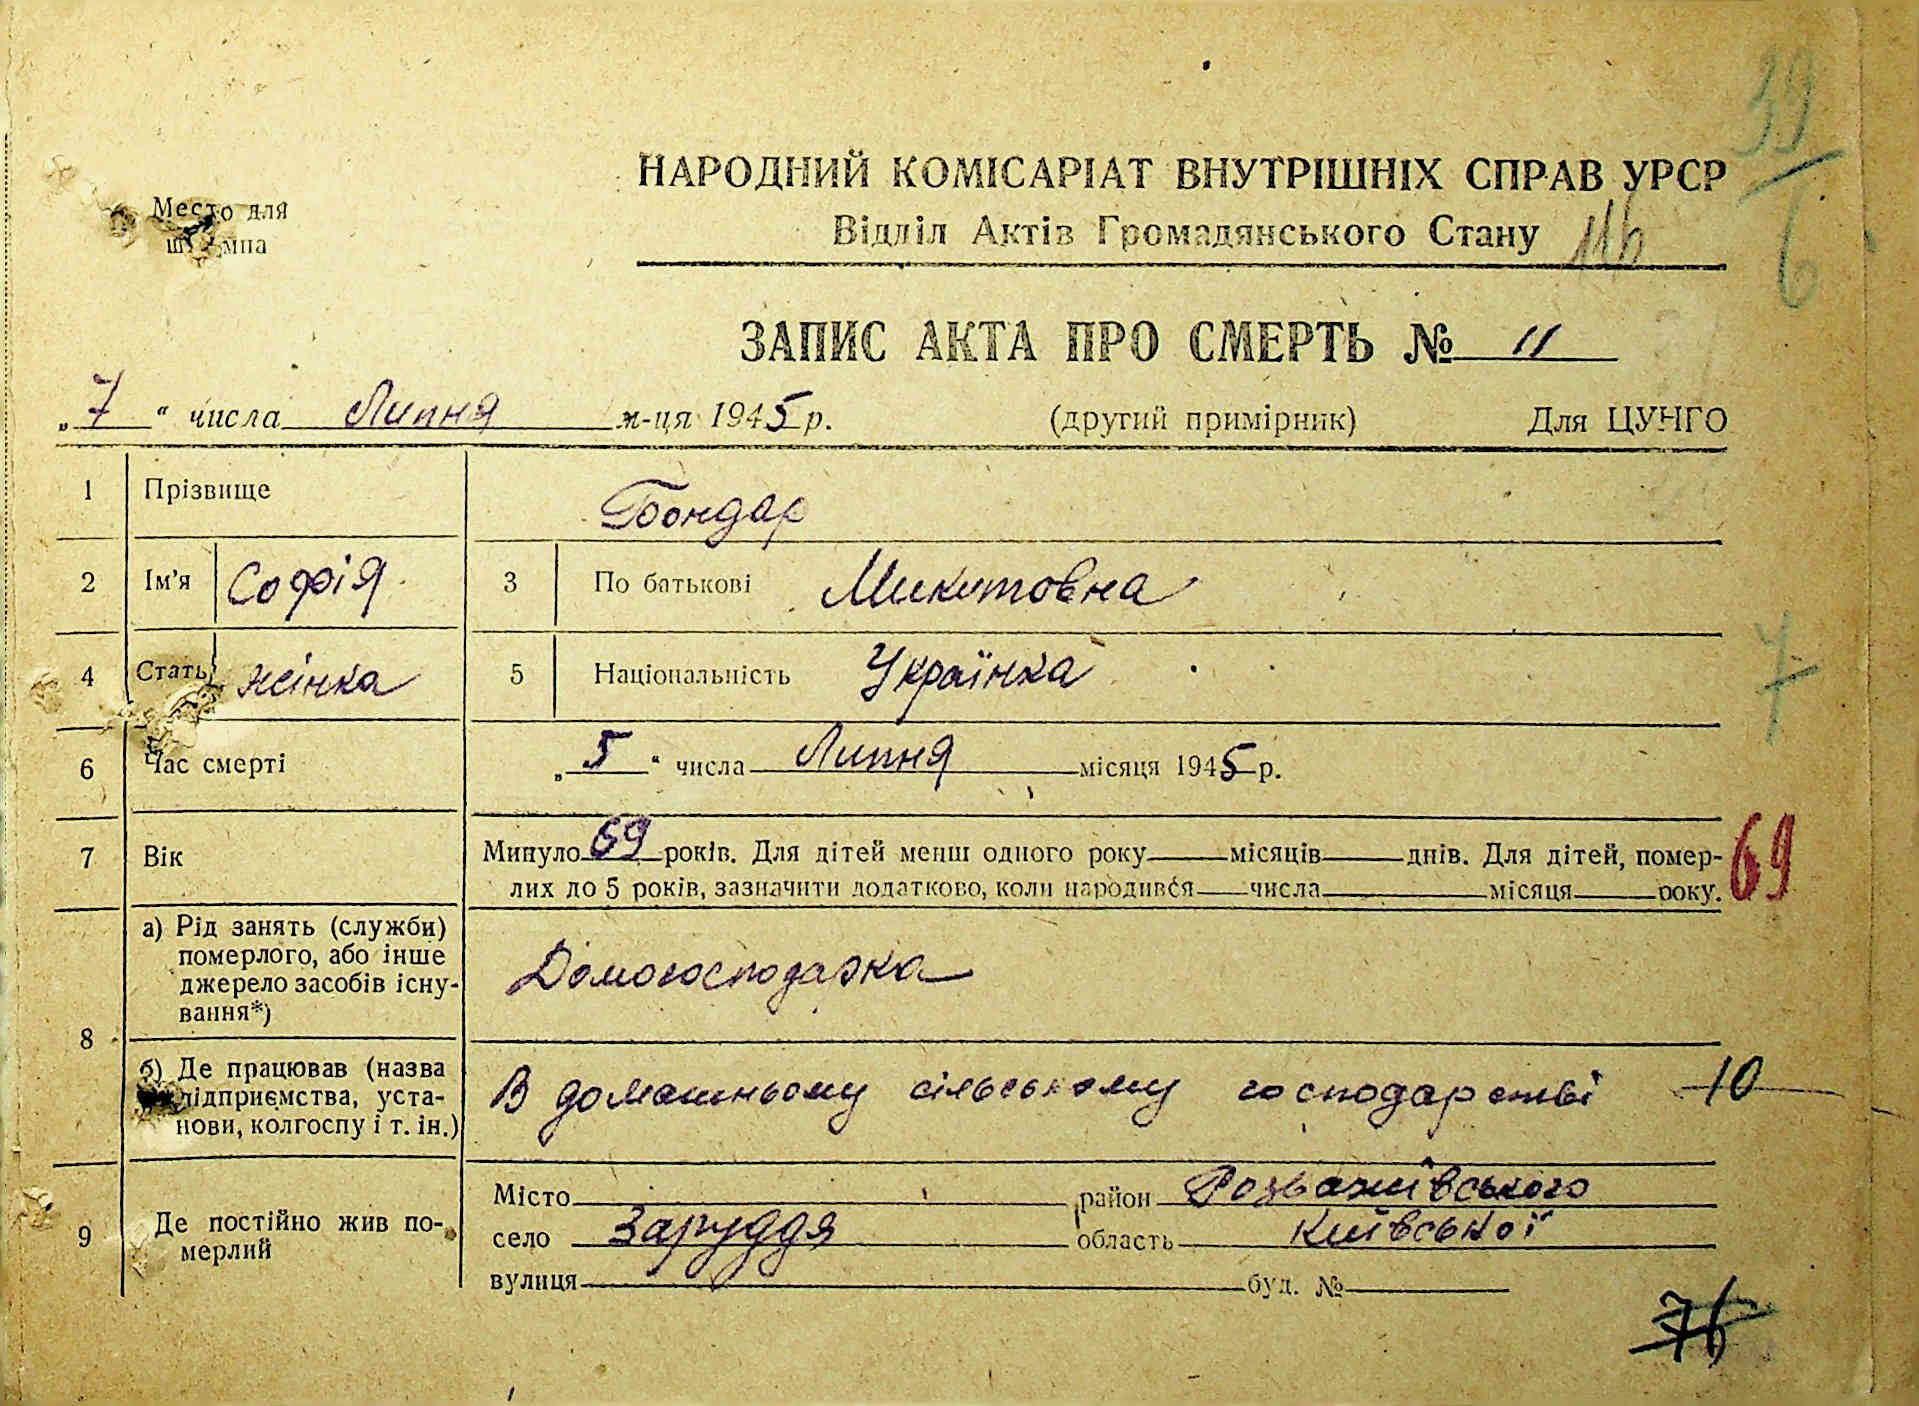 39
6
НАРОДНИЙ КОМІСАРІАТ ВНУТРІШНІХ СПРАВ УРСР
Место для
Відділ Актів Громадянського Стану
ЗАПИС АКТА ПРО СМЕРТЬ № 11
„7“ числа Липня м-ця 1945 р. (другий примірник) Для ЦУНГО
1 Прізвище Бондар
2 Ім'я Софія 3 По батькові Микитовна
4 Стать жінка 5 Національність Українка
7
6 Час смерті „5“ числа Липня місяця 1945 р.
7 Вік Минуло 69 років. Для дітей менш одного року місяців днів. Для дітей, помер-
лих до 5 років, зазначити додатково, коли народився числа місяця року. 69
8 а) Рід занять (служби)
померлого, або інше
джерело засобів існу-
вання*)
Домогосподарка
б) Де працював (назва
підприємства, уста-
нови, колгоспу і т. ін.)
В домашньому сільському господарстві 10
9 Де постійно жив по-
мерлий
Місто район Розважівського
село Заруддя область Київської
вулиця буд. №
76